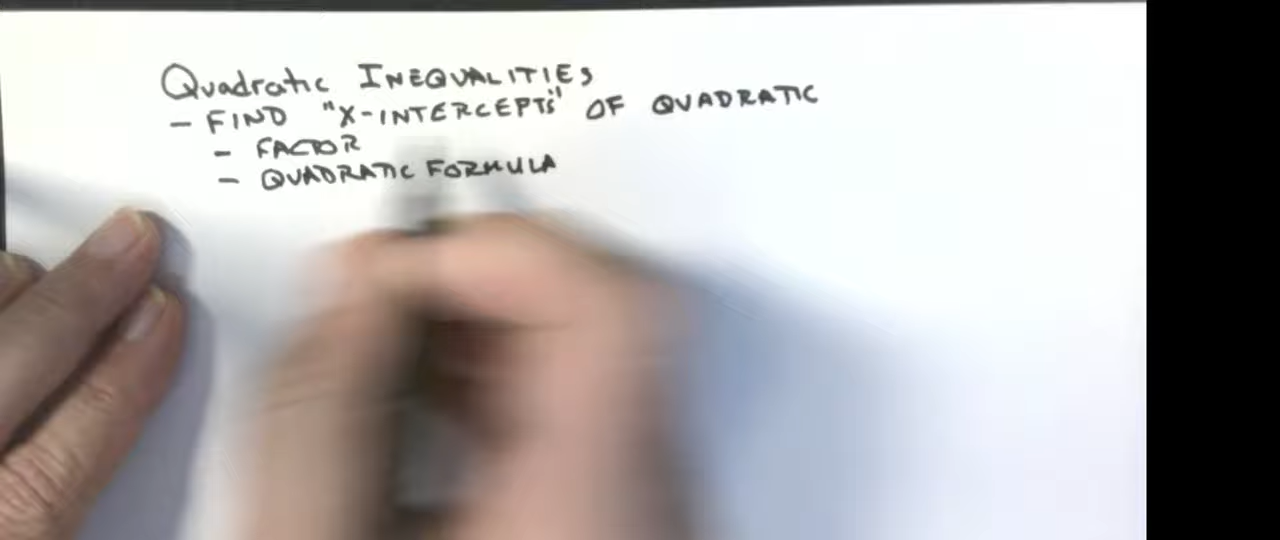 Quadratic INEQUALITIES
- FIND "X-INTERCEPTS" OF QUADRATIC
- FACTOR
- QUADRATIC FORMULA